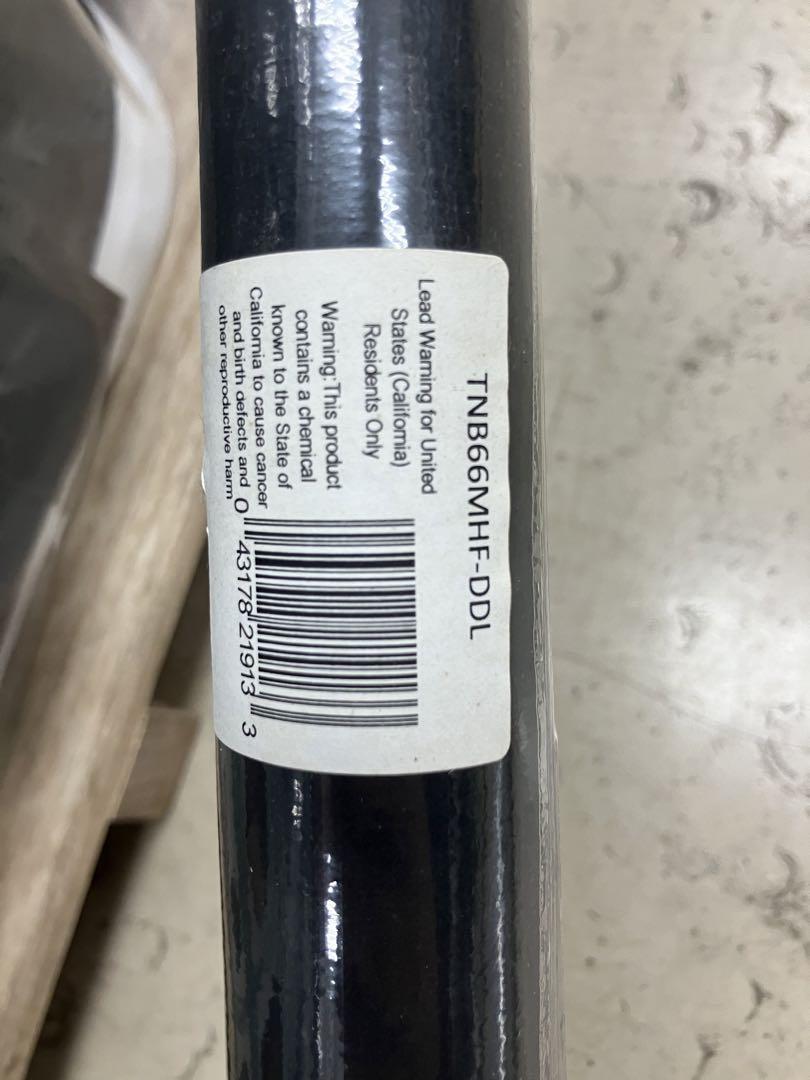 TNB66MHF-DDL
Lead Warning for United
States (California)
Residents Only
Warning:This product
contains a chemical
known to the State of
California to cause cancer
and birth defects and
other reproductive harm
0 43178 21913 3